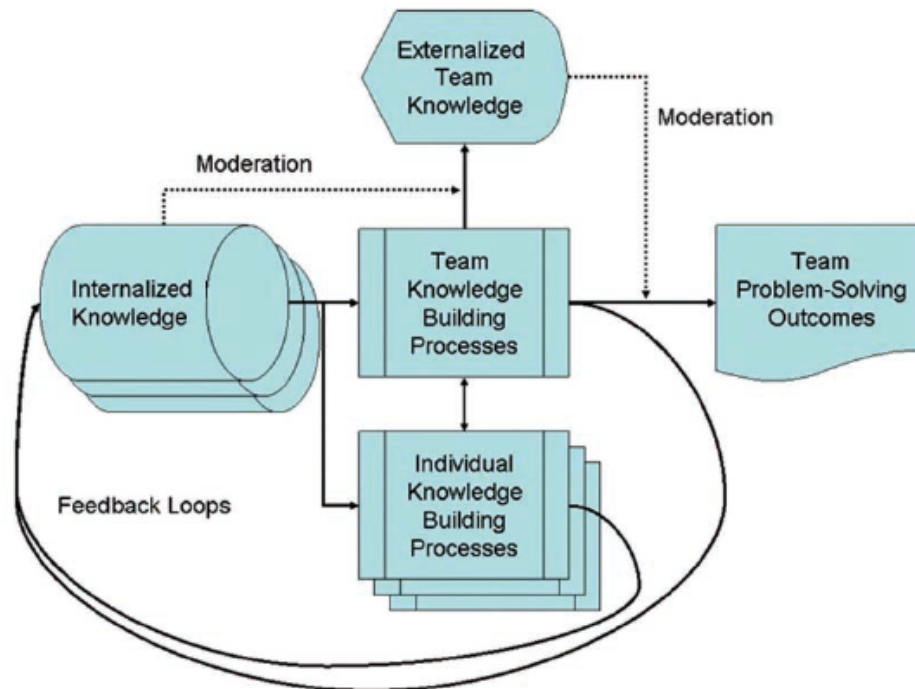 Externalized
Team
Knowledge
Moderation
Moderation
Internalized
Knowledge
Team
Knowledge
Building
Processes
Team
Problem-Solving
Outcomes
Individual
Knowledge
Building
Processes
Feedback Loops